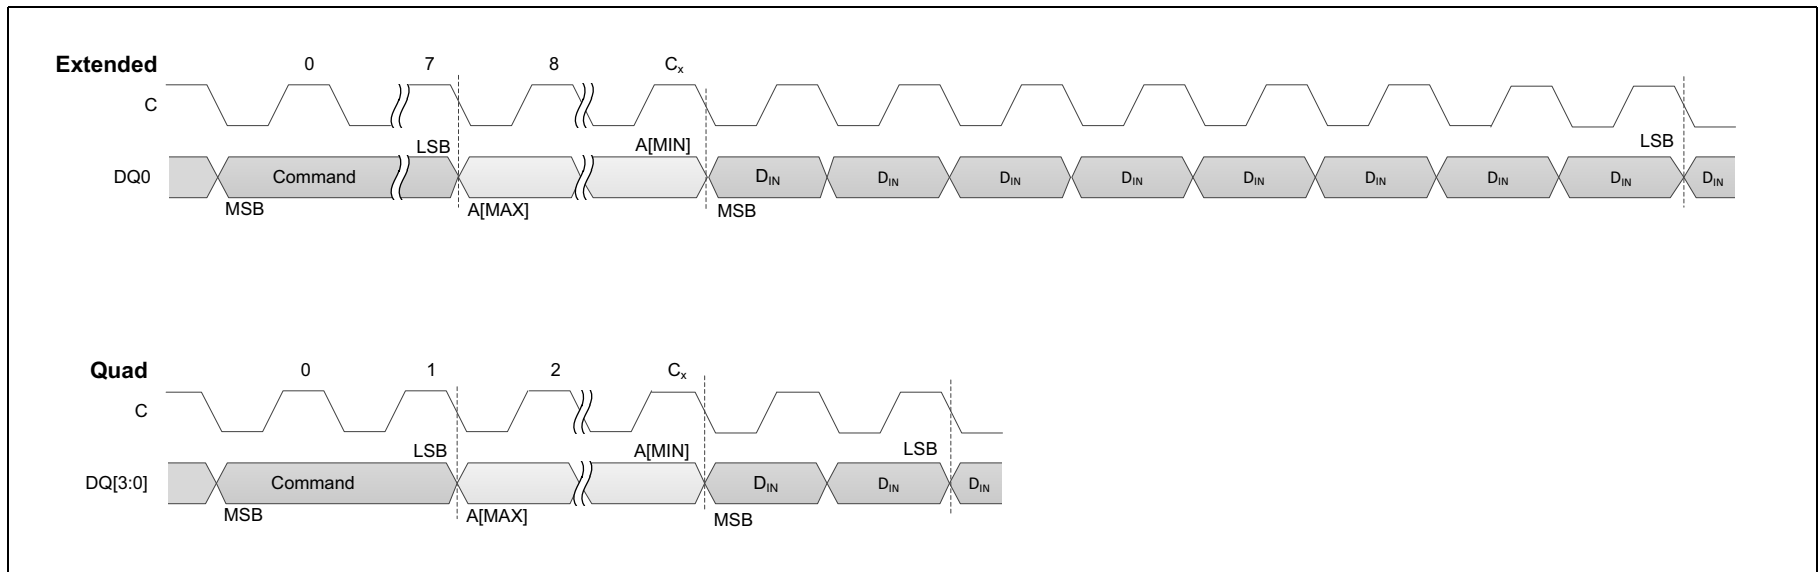 Extended 0 7 8 Cx
C
LSB A[MIN] LSB
DQ0 Command DIN DIN DIN DIN DIN DIN DIN DIN DIN
MSB A[MAX] MSB
Quad 0 1 2 Cx
C
LSB A[MIN] LSB
DQ[3:0] Command DIN DIN DIN
MSB A[MAX] MSB